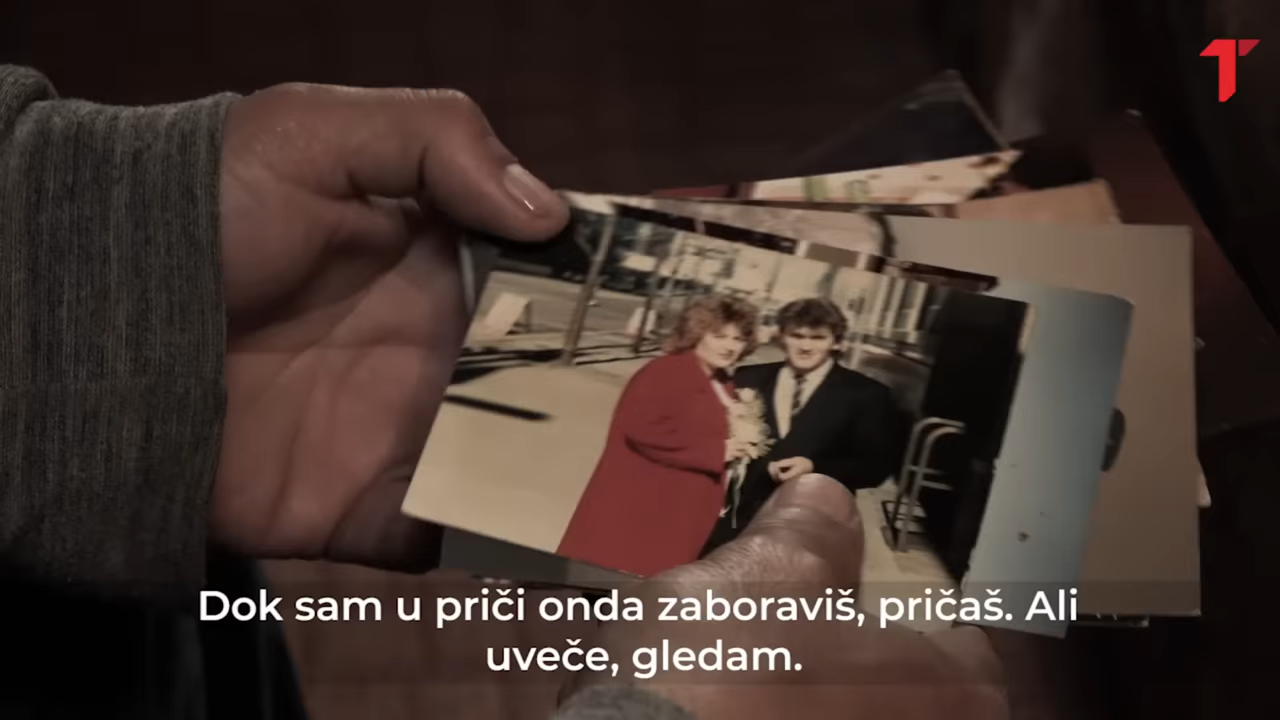 Dok sam u priči onda zaboraviš, pričaš. Ali
uveče, gledam.